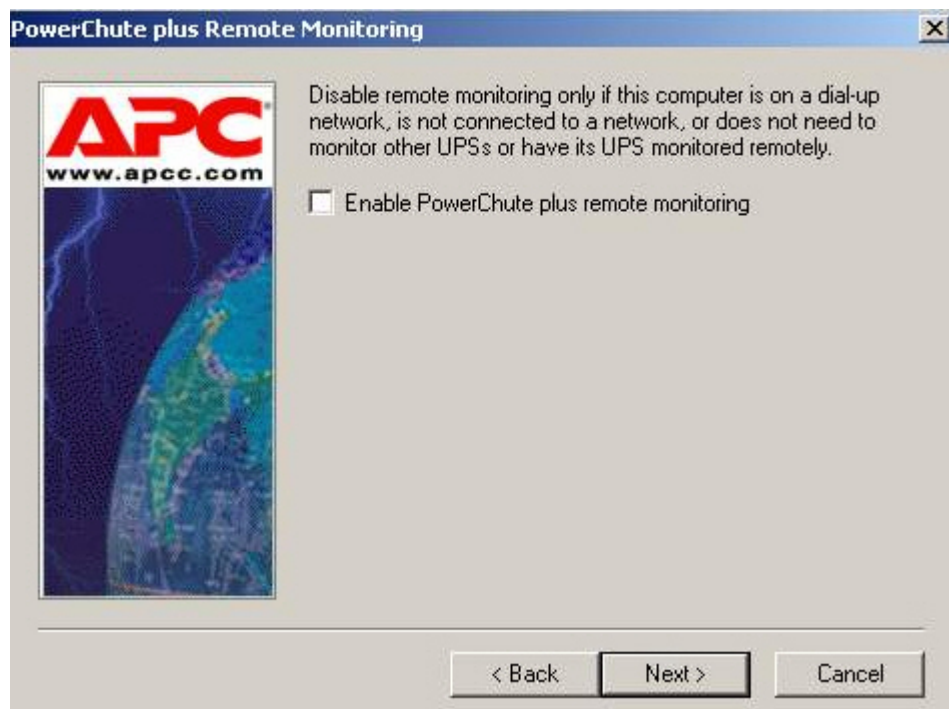 PowerChute plus Remote Monitoring
APC
www.apcc.com
Disable remote monitoring only if this computer is on a dial-up
network, is not connected to a network, or does not need to
monitor other UPSs or have its UPS monitored remotely.
Enable PowerChute plus remote monitoring
< Back
Next >
Cancel